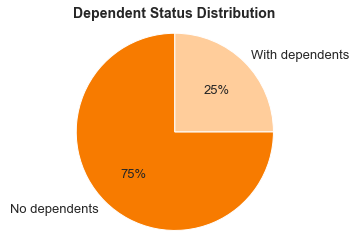 Dependent Status Distribution
With dependents
25%
75%
No dependents